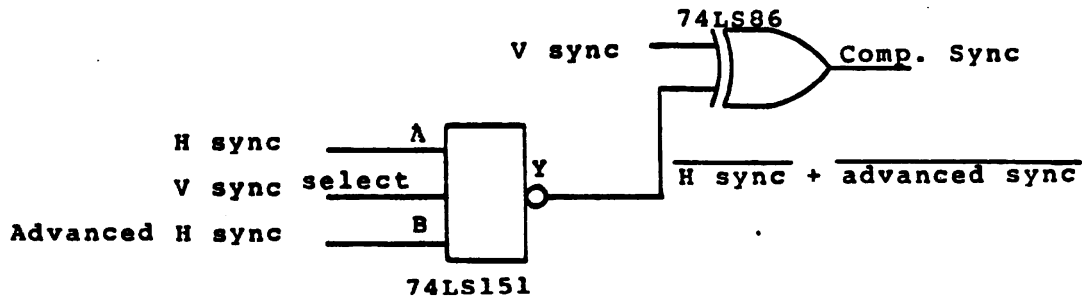 74LS86
V sync
Comp. Sync
H sync
A
Y
H sync + advanced sync
V sync
select
B
Advanced H sync
74LS151